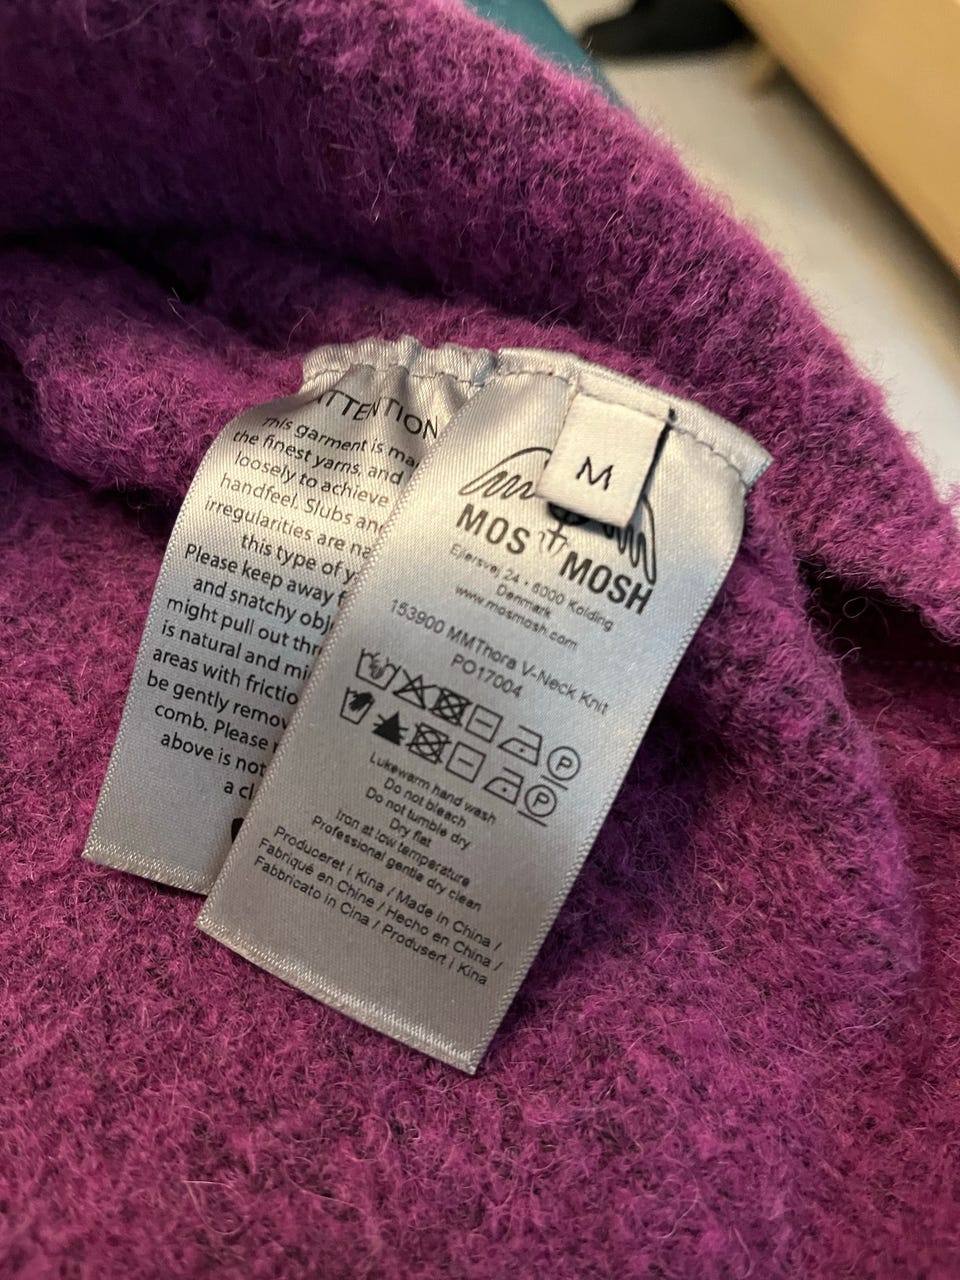 ATTENTION
This garment is ma
the finest yarns, and
loosely to achieve
handfeel. Slubs and
irregularities are na
this type of y
Please keep away f
and snatchy obj
might pull out thr
is natural and mi
areas with frictio
be gently remov
comb. Please
above is not
a cl
M
MOS MOSH
Ejlersvej 24 • 6000 Kolding
Denmark
www.mosmosh.com
153900 MMThora V-Neck Knit
PO17004
P
P
Lukewarm hand wash
Do not bleach
Do not tumble dry
Dry flat
Iron at low temperature
Professional gentle dry clean
Produceret i Kina / Made in China /
Fabriqué en Chine / Hecho en China /
Fabbricato in Cina / Produsert i Kina